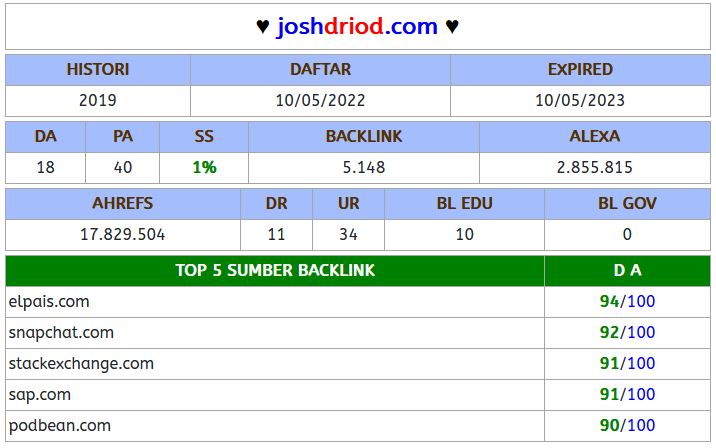 ♥ joshdriod.com ♥
HISTORI DAFTAR EXPIRED
2019 10/05/2022 10/05/2023
DA PA SS BACKLINK ALEXA
18 40 1% 5.148 2.855.815
AHREFS DR UR BL EDU BL GOV
17.829.504 11 34 10 0
TOP 5 SUMBER BACKLINK D A
elpais.com 94/100
snapchat.com 92/100
stackexchange.com 91/100
sap.com 91/100
podbean.com 90/100